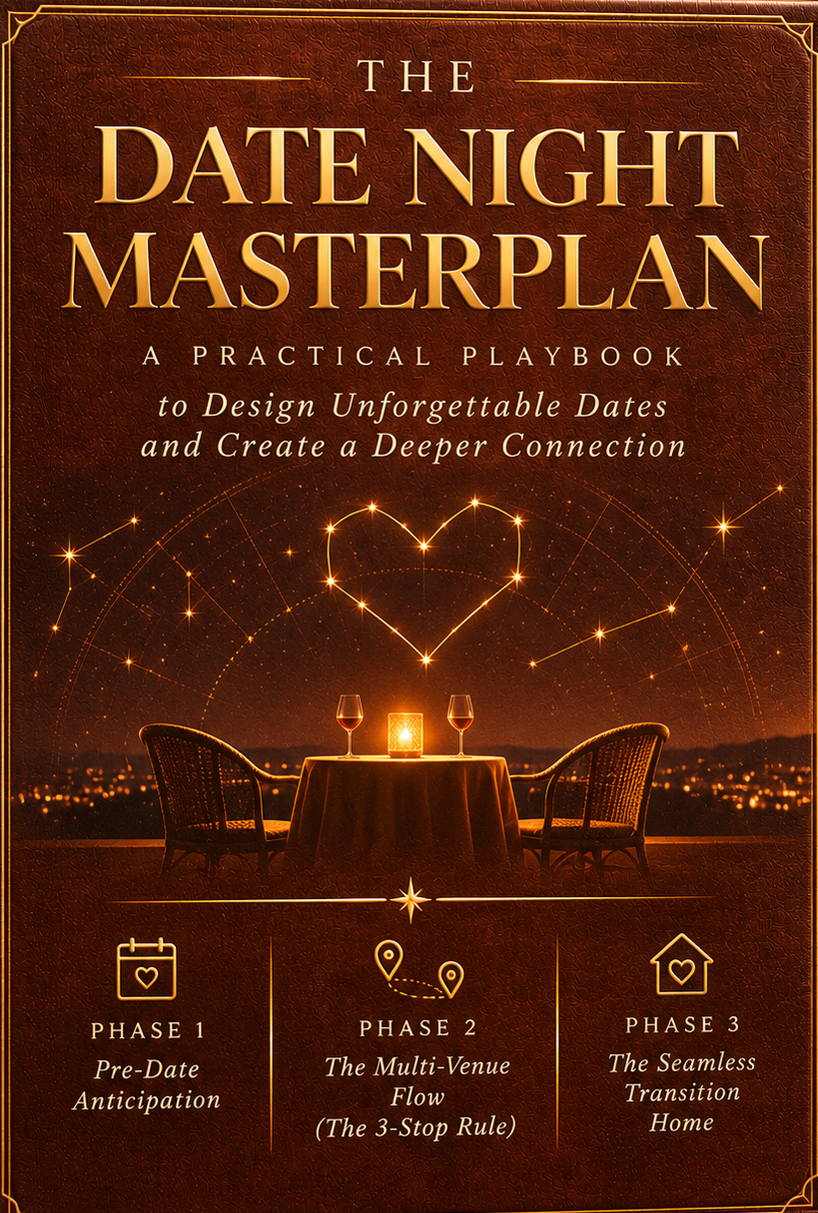 THE
DATE NIGHT
MASTERPLAN
A PRACTICAL PLAYBOOK
to Design Unforgettable Dates
and Create a Deeper Connection
PHASE 1
Pre-Date
Anticipation
PHASE 2
The Multi-Venue
Flow
(The 3-Stop Rule)
PHASE 3
The Seamless
Transition
Home